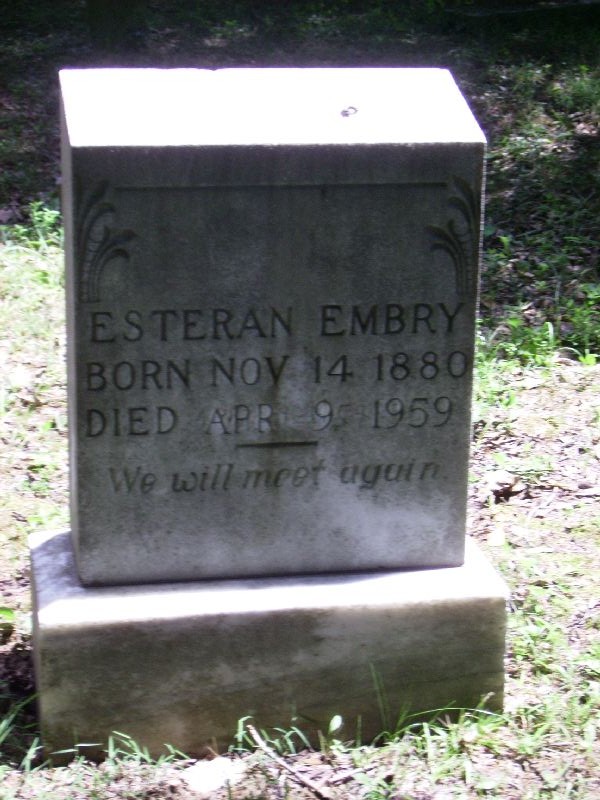 ESTERAN EMBRY
BORN NOV 14 1880
DIED APR 9, 1959
We will meet again